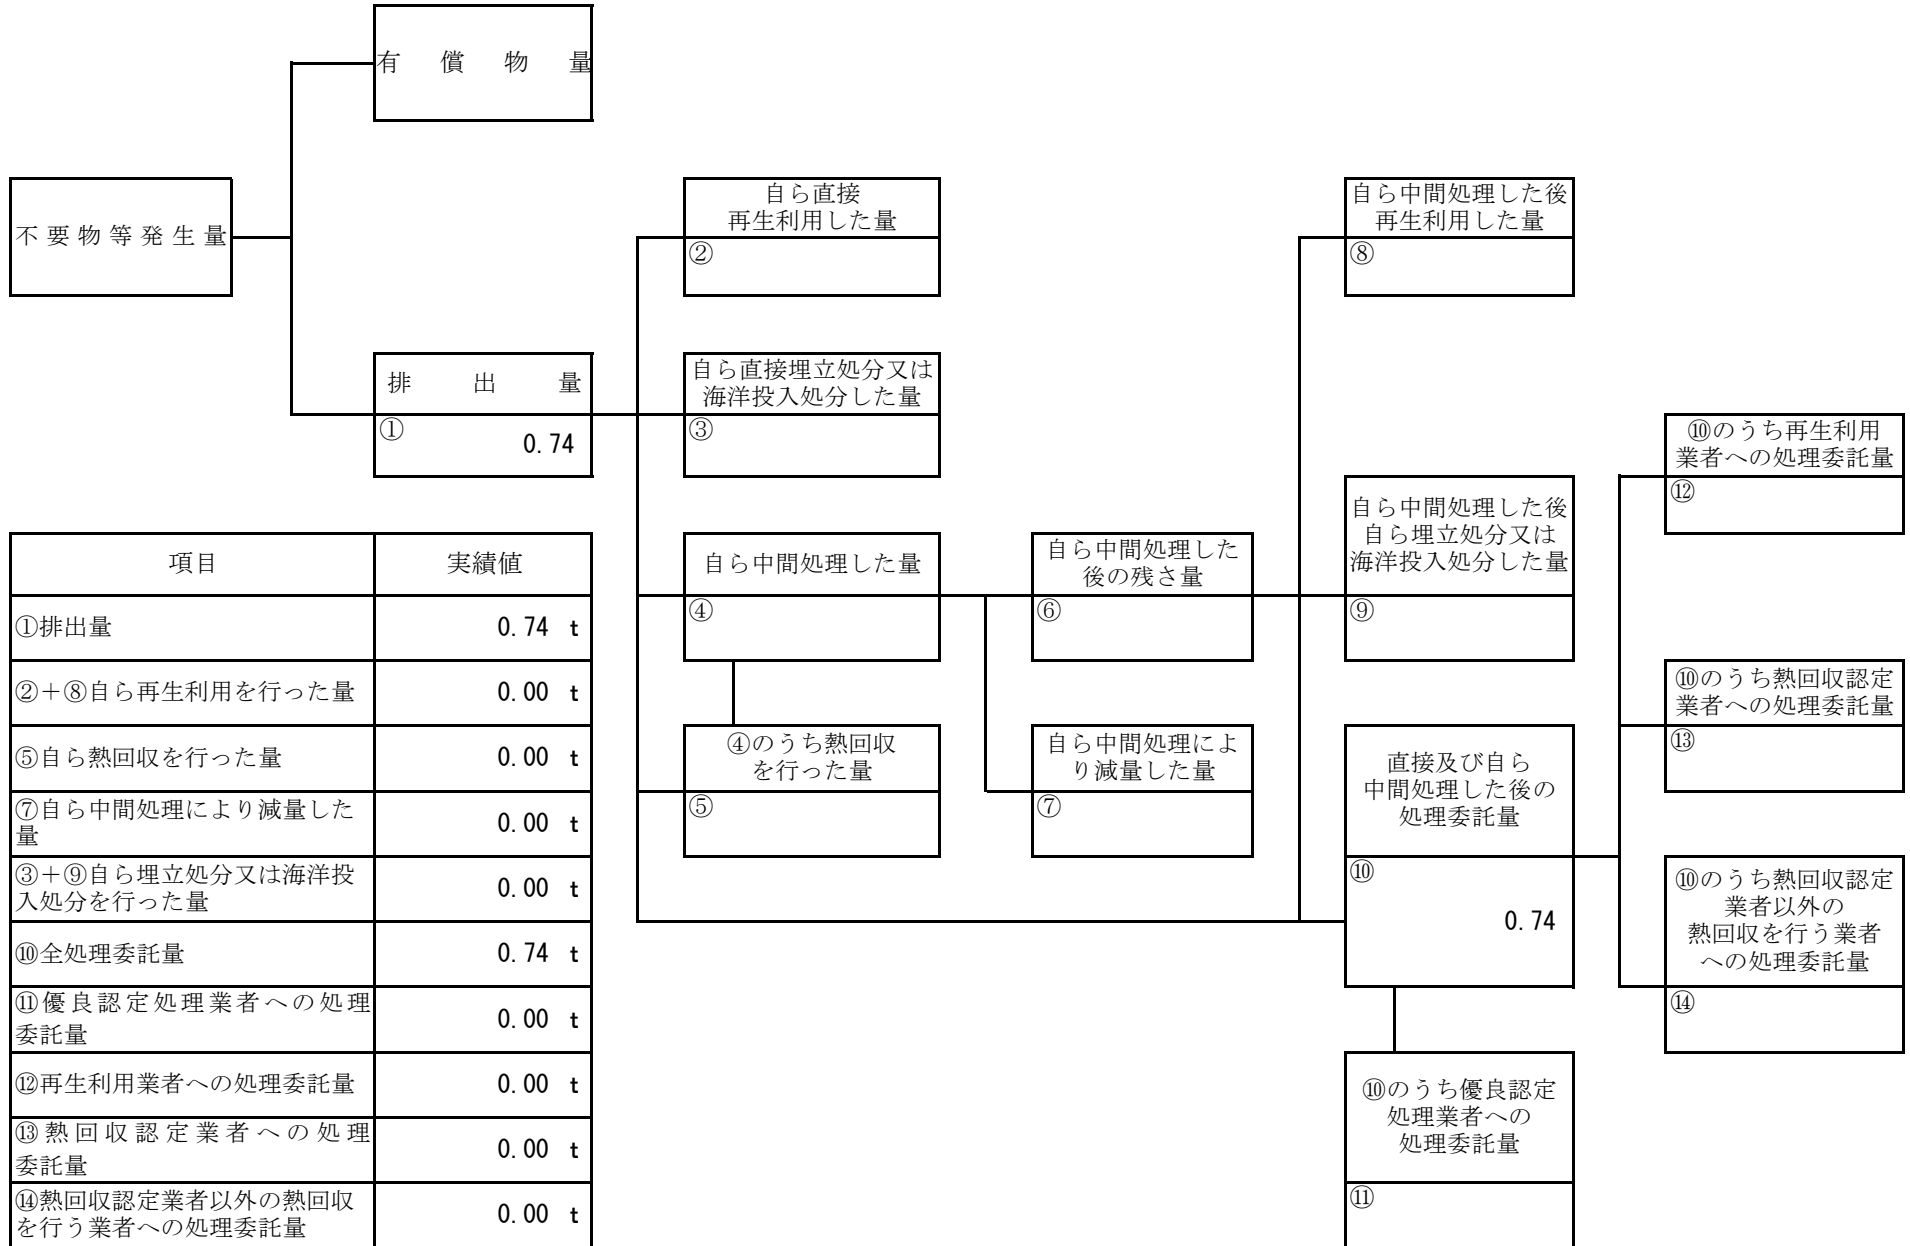 有償物量
不要物等発生量
排出量
①
0.74
自ら直接
再生利用した量
②
自ら直接埋立処分又は
海洋投入処分した量
③
自ら中間処理した量
④
④のうち熱回収
を行った量
⑤
自ら中間処理した
後の残さ量
⑥
自ら中間処理によ
り減量した量
⑦
自ら中間処理した後
再生利用した量
⑧
自ら中間処理した後
自ら埋立処分又は
海洋投入処分した量
⑨
直接及び自ら
中間処理した後の
処理委託量
⑩
0.74
⑩のうち優良認定
処理業者への
処理委託量
⑪
⑩のうち再生利用
業者への処理委託量
⑫
⑩のうち熱回収認定
業者への処理委託量
⑬
⑩のうち熱回収認定
業者以外の
熱回収を行う業者
への処理委託量
⑭
項目 実績値
①排出量 0.74 t
②+⑧自ら再生利用を行った量 0.00 t
⑤自ら熱回収を行った量 0.00 t
⑦自ら中間処理により減量した
量 0.00 t
③+⑨自ら埋立処分又は海洋投
入処分を行った量 0.00 t
⑩全処理委託量 0.74 t
⑪優良認定処理業者への処理
委託量 0.00 t
⑫再生利用業者への処理委託量 0.00 t
⑬熱回収認定業者への処理
委託量 0.00 t
⑭熱回収認定業者以外の熱回収
を行う業者への処理委託量 0.00 t